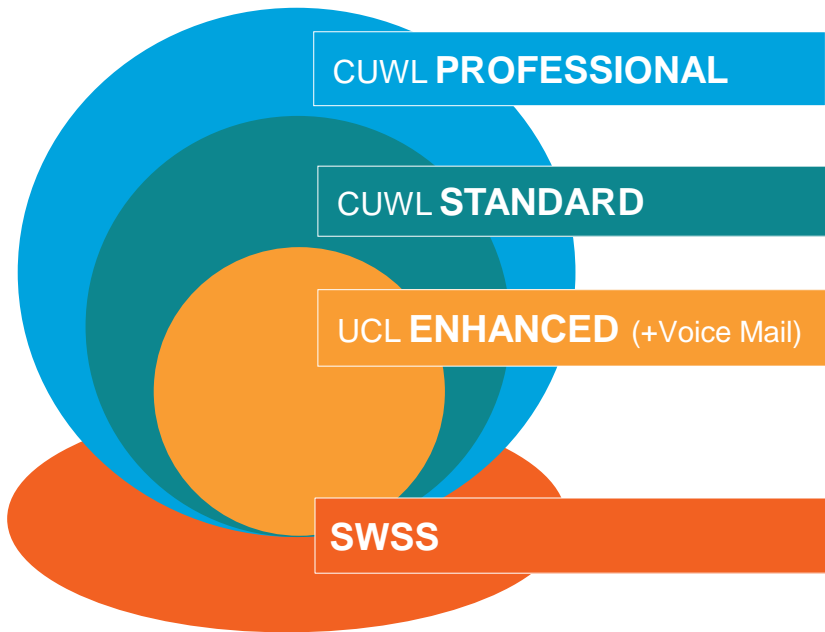 CUWL PROFESSIONAL
CUWL STANDARD
UCL ENHANCED (+Voice Mail)
SWSS